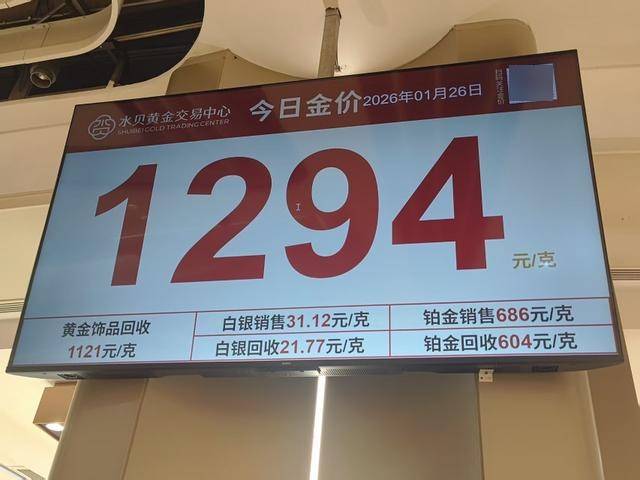 水贝黄金交易中心
SHUIBEI GOLD TRADING CENTER
今日金价 2026年01月26日
1294 元/克
黄金饰品回收
1121元/克
白银销售31.12元/克
白银回收21.77元/克
铂金销售686元/克
铂金回收604元/克